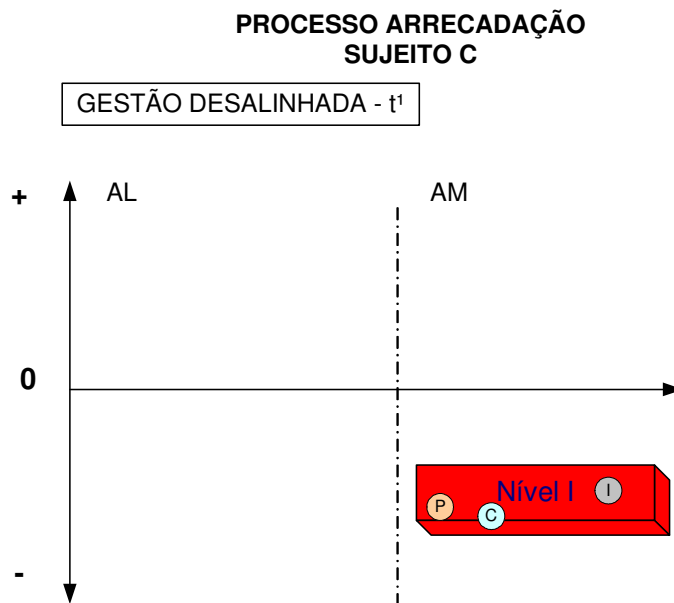 PROCESSO ARRECADAÇÃO
SUJEITO C
GESTÃO DESALINHADA - t¹
+
AL
AM
0
Nível I
I
P
C
-